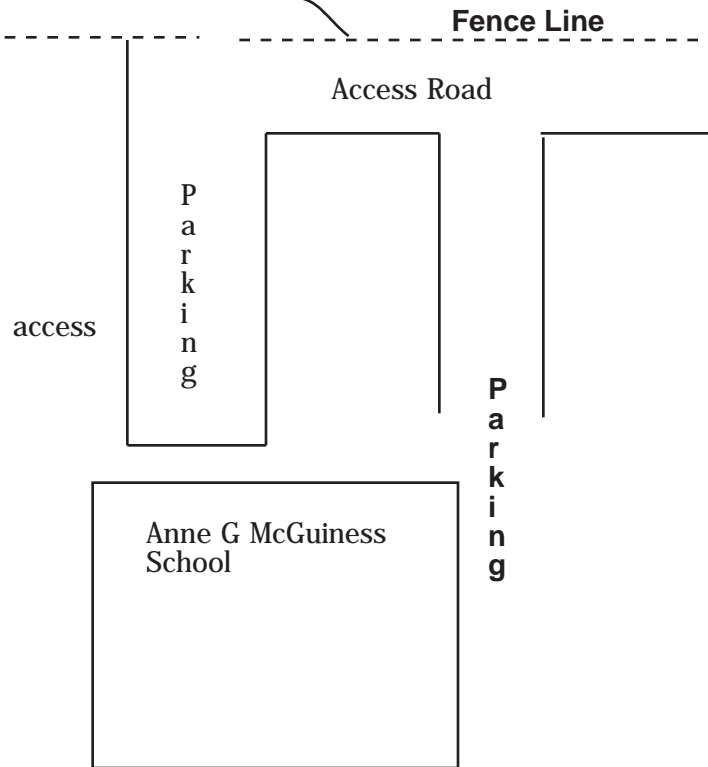 Fence Line
Access Road
Parking
access
Parking
Anne G McGuiness
School